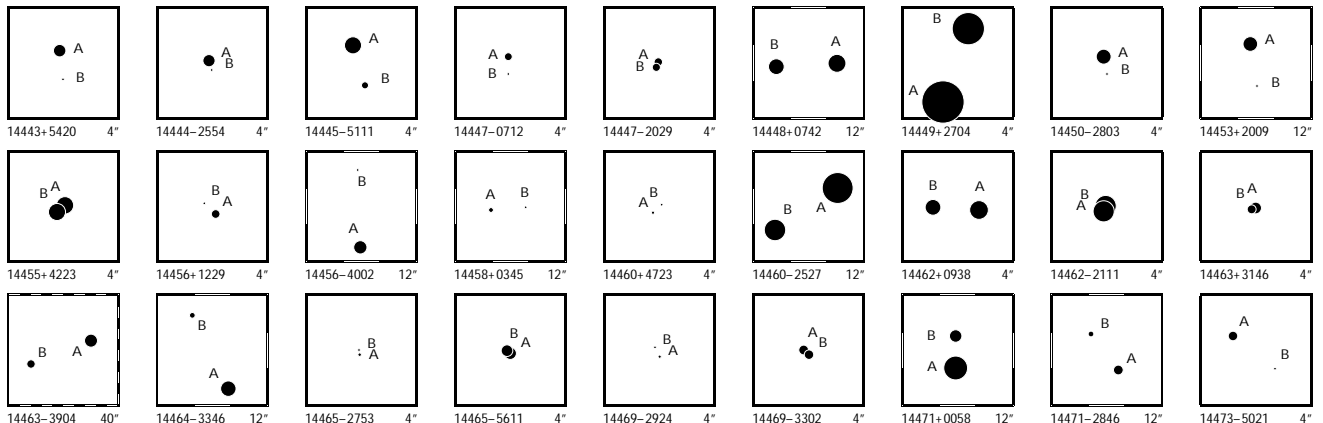 A A A A A B A B A A A
B B B B B B A B B
14443+5420 4" 14444−2554 4" 14445−5111 4" 14447−0712 4" 14447−2029 4" 14448+0742 12" 14449+2704 4" 14450−2803 4" 14453+2009 12"
B A B A B A A B B A B A B A B A B A
14455+4223 4" 14456+1229 4" 14456−4002 12" 14458+0345 12" 14460+4723 4" 14460−2527 12" 14462+0938 4" 14462−2111 4" 14463+3146 4"
B A B A B A B A B A A B B A B A A B
14463−3904 40" 14464−3346 12" 14465−2753 4" 14465−5611 4" 14469−2924 4" 14469−3302 4" 14471+0058 12" 14471−2846 12" 14473−5021 4"